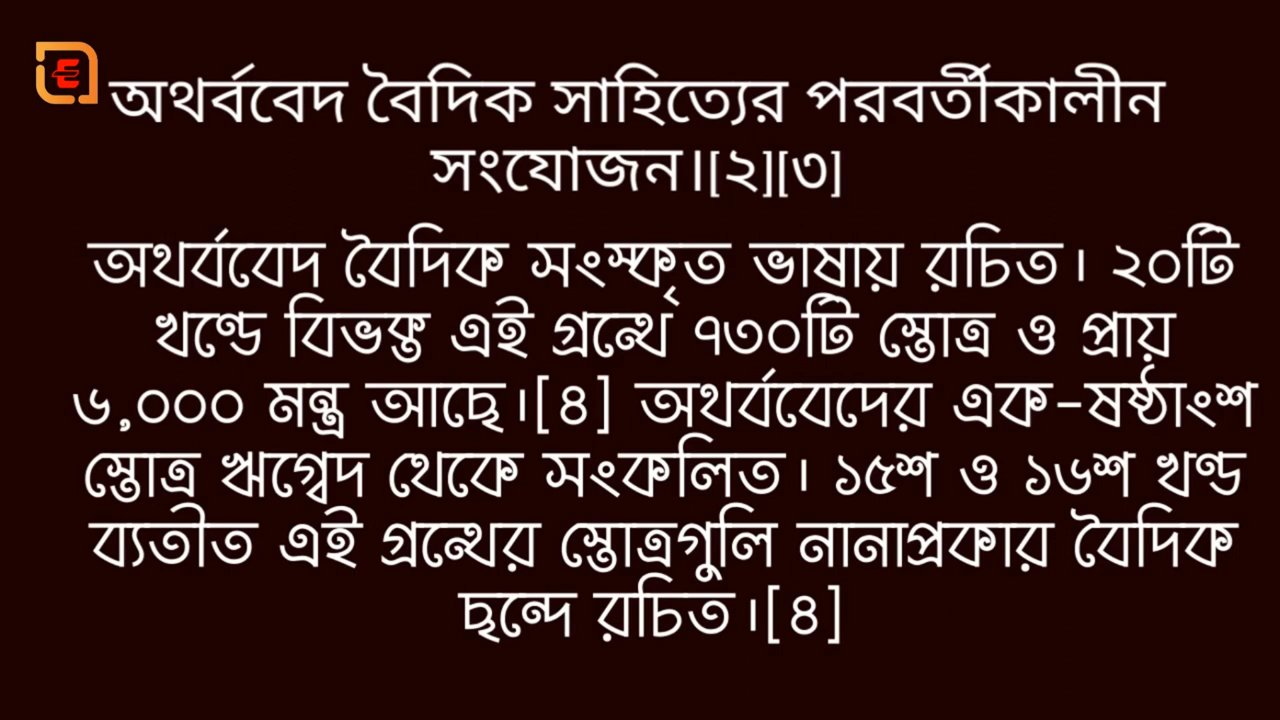 অথর্ববেদ বৈদিক সাহিত্যের পরবর্তীকালীন
সংযোজন।[২][৩]
অথর্ববেদ বৈদিক সংস্কৃত ভাষায় রচিত। ২০টি
খণ্ডে বিভক্ত এই গ্রন্থে ৭৩০টি স্তোত্র ও প্রায়
৬,০০০ মন্ত্র আছে।[৪] অথর্ববেদের এক-ষষ্ঠাংশ
স্তোত্র ঋগ্বেদ থেকে সংকলিত। ১৫শ ও ১৬শ খণ্ড
ব্যতীত এই গ্রন্থের স্তোত্রগুলি নানাপ্রকার বৈদিক
ছন্দে রচিত।[৪]